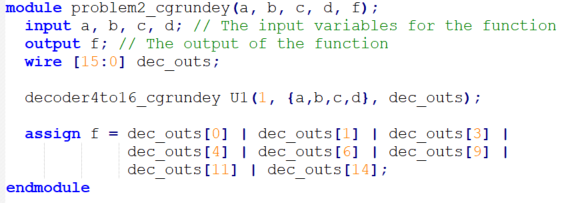 module problem2_cgrundey(a, b, c, d, f);
input a, b, c, d; // The input variables for the function
output f; // The output of the function
wire [15:0] dec_outs;
decoder4to16_cgrundey U1(1, {a,b,c,d}, dec_outs);
assign f = dec_outs[0] | dec_outs[1] | dec_outs[3] |
dec_outs[4] | dec_outs[6] | dec_outs[9] |
dec_outs[11] | dec_outs[14];
endmodule